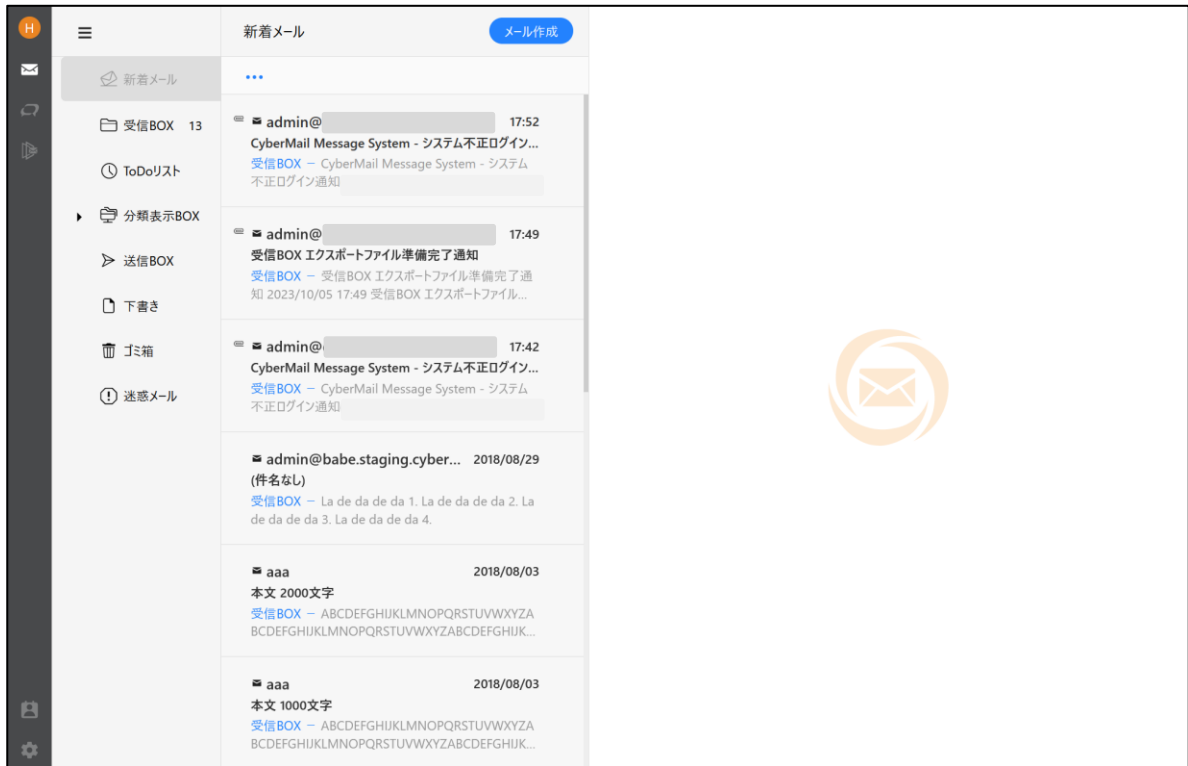 H
新着メール
受信BOX 13
ToDoリスト
分類表示BOX
送信BOX
下書き
ゴミ箱
迷惑メール
新着メール メール作成
•••
admin@ 17:52
CyberMail Message System - システム不正ログイン...
受信BOX － CyberMail Message System - システム
不正ログイン通知
admin@ 17:49
受信BOX エクスポートファイル準備完了通知
受信BOX － 受信BOX エクスポートファイル準備完了通
知 2023/10/05 17:49 受信BOX エクスポートファイル...
admin@ 17:42
CyberMail Message System - システム不正ログイン...
受信BOX － CyberMail Message System - システム
不正ログイン通知
admin@babe.staging.cyber... 2018/08/29
(件名なし)
受信BOX － La de da de da 1. La de da de da 2. La
de da de da 3. La de da de da 4.
aaa 2018/08/03
本文 2000文字
受信BOX － ABCDEFGHIJKLMNOPQRSTUVWXYZA
BCDEFGHIJKLMNOPQRSTUVWXYZABCDEFGHIJK...
aaa 2018/08/03
本文 1000文字
受信BOX － ABCDEFGHIJKLMNOPQRSTUVWXYZA
BCDEFGHIJKLMNOPQRSTUVWXYZABCDEFGHIJK...